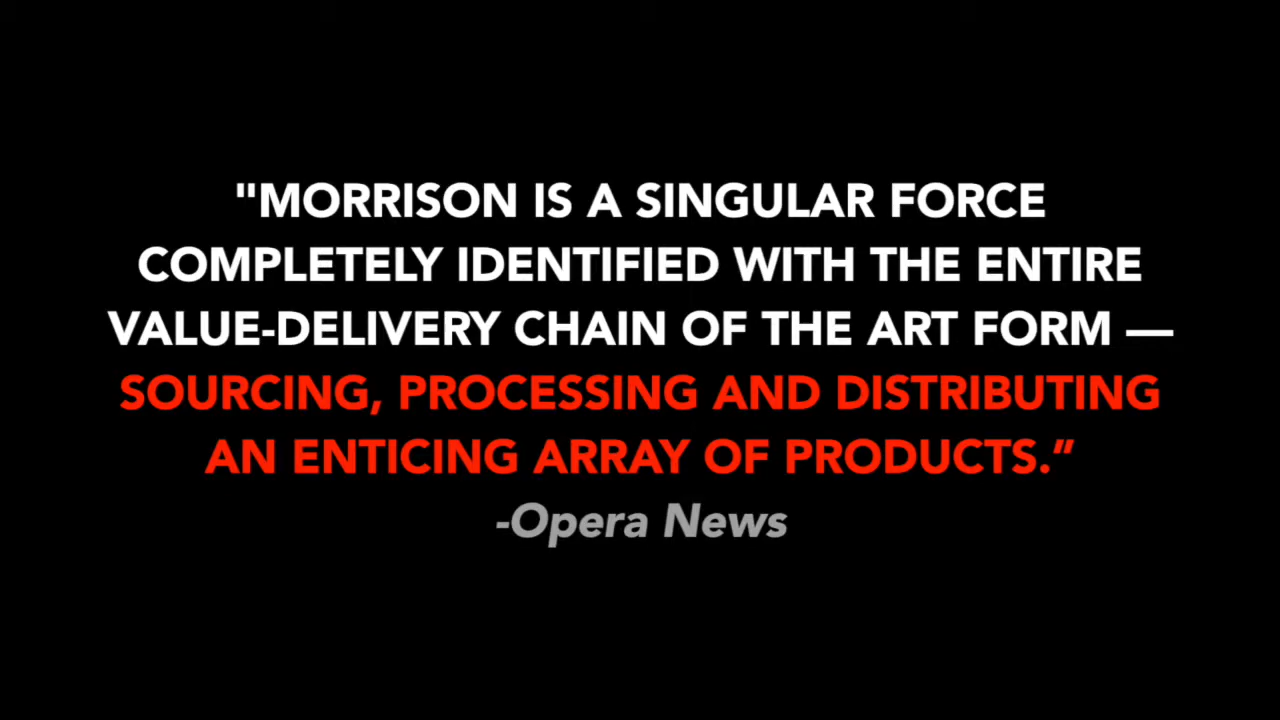 "MORRISON IS A SINGULAR FORCE
COMPLETELY IDENTIFIED WITH THE ENTIRE
VALUE-DELIVERY CHAIN OF THE ART FORM —
SOURCING, PROCESSING AND DISTRIBUTING
AN ENTICING ARRAY OF PRODUCTS.”
-Opera News